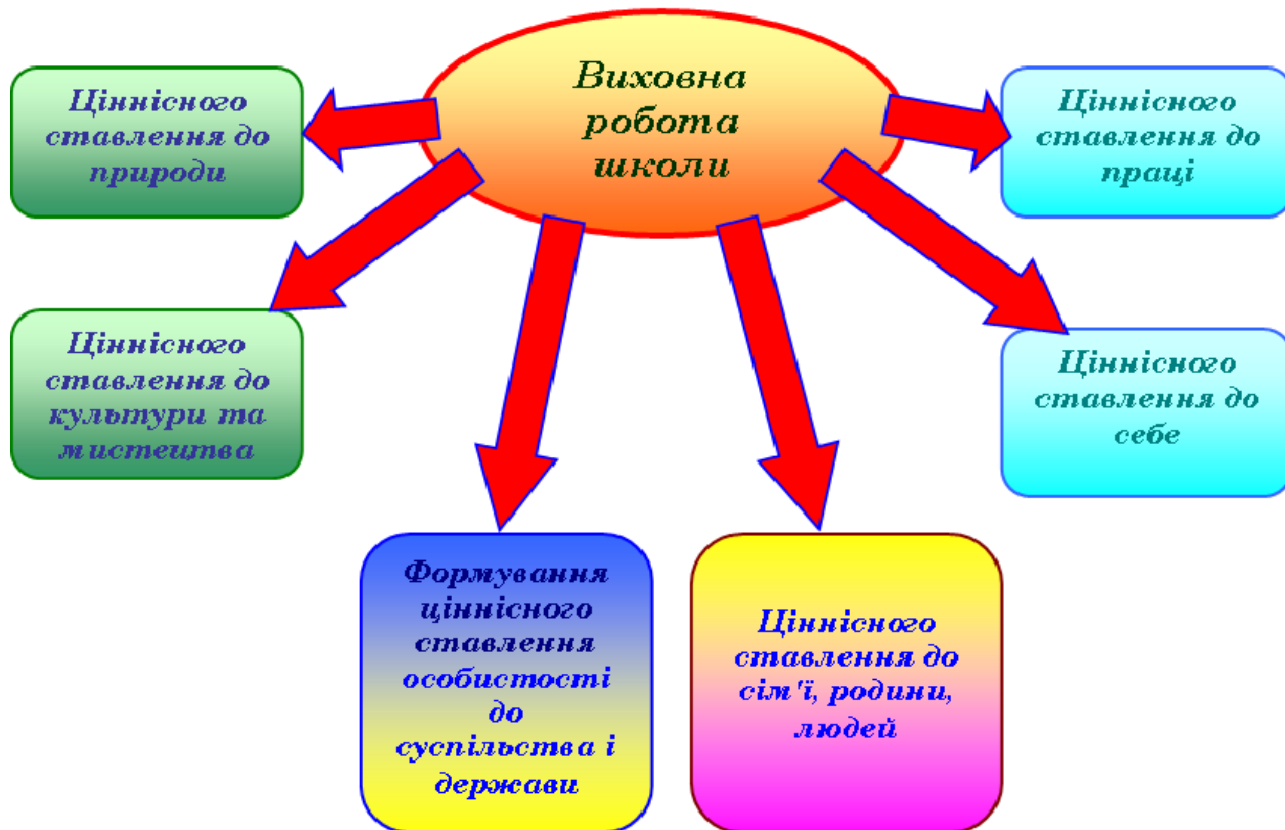 Виховна
робота
школи
Ціннісного
ставлення до
природи
Ціннісного
ставлення до
праці
Ціннісного
ставлення до
культури та
мистецтва
Ціннісного
ставлення до
себе
Формування
ціннісного
ставлення
особистості
до
суспільства і
держави
Ціннісного
ставлення до
сім'ї, родини,
людей